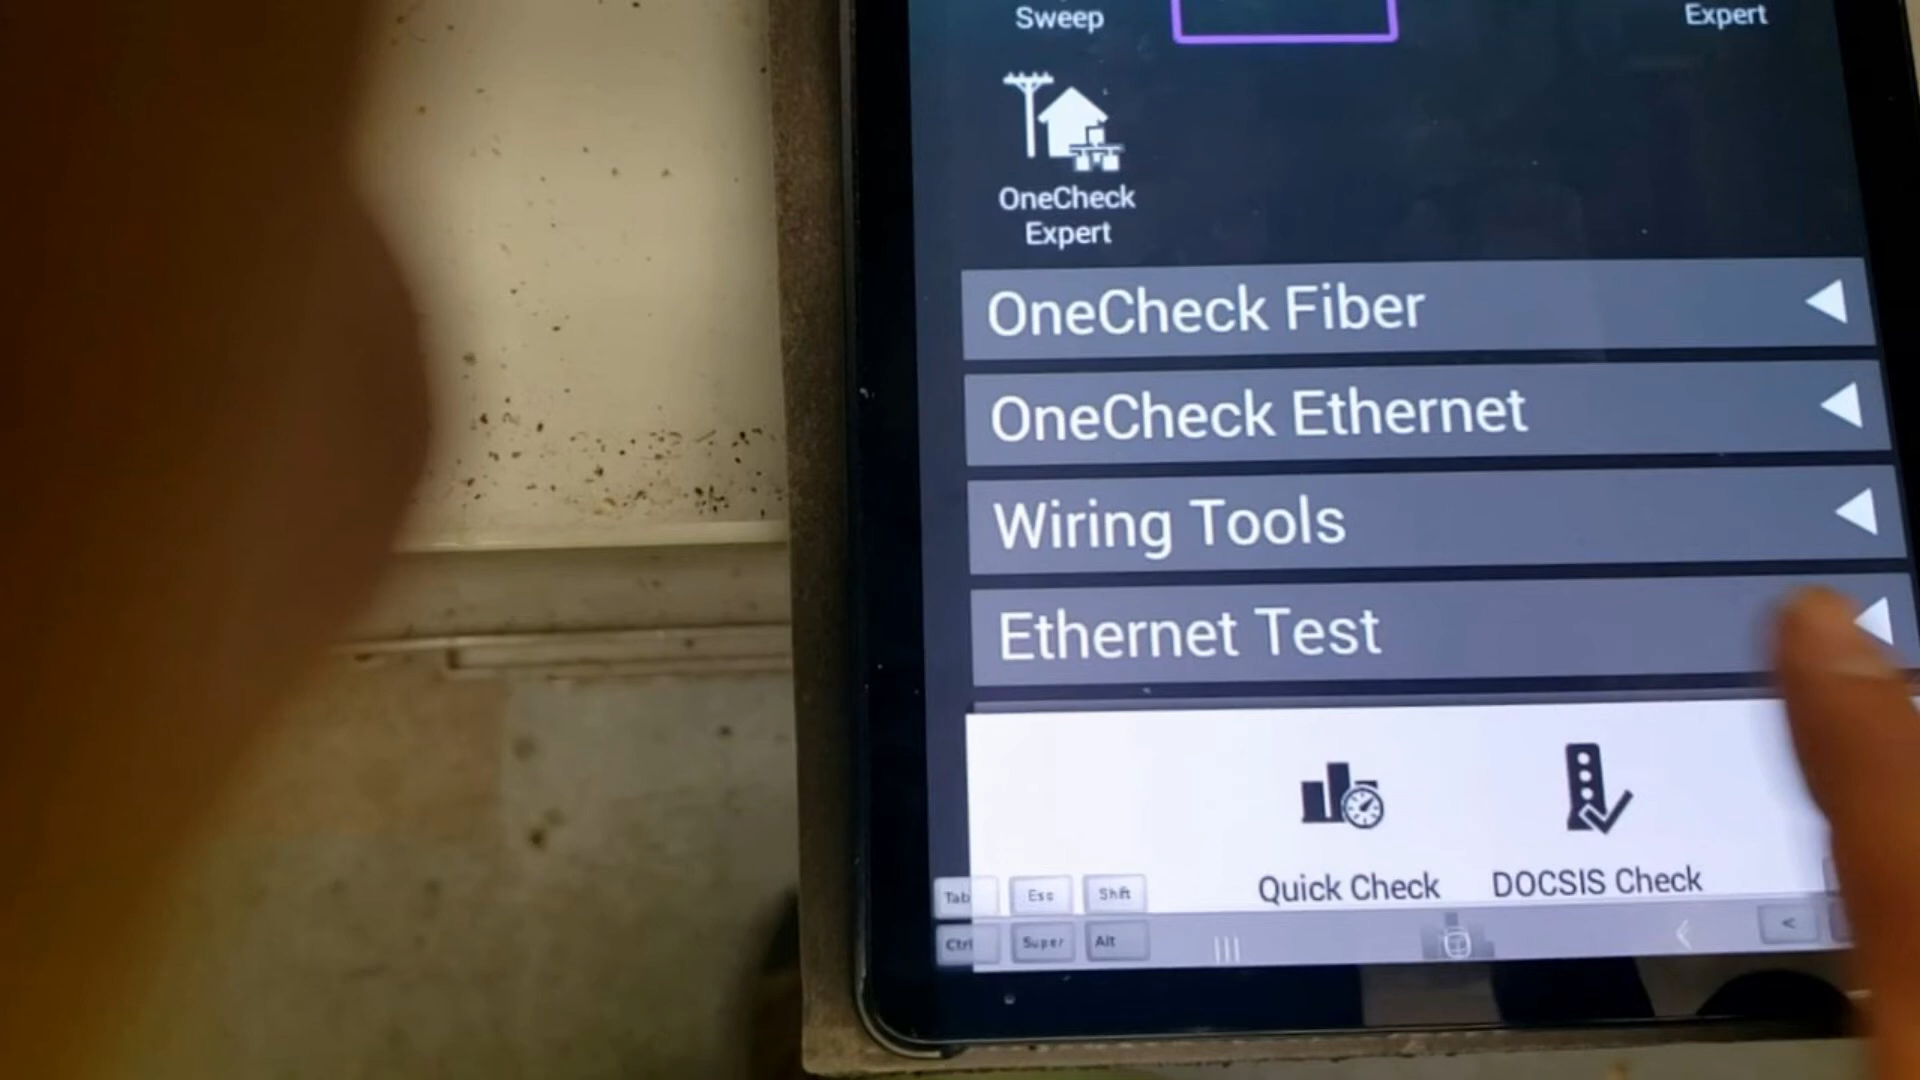 Sweep
Expert
OneCheck
Expert
OneCheck Fiber
OneCheck Ethernet
Wiring Tools
Ethernet Test
Quick Check
DOCSIS Check
Tab Esc Shft
Ctrl Super Alt
<